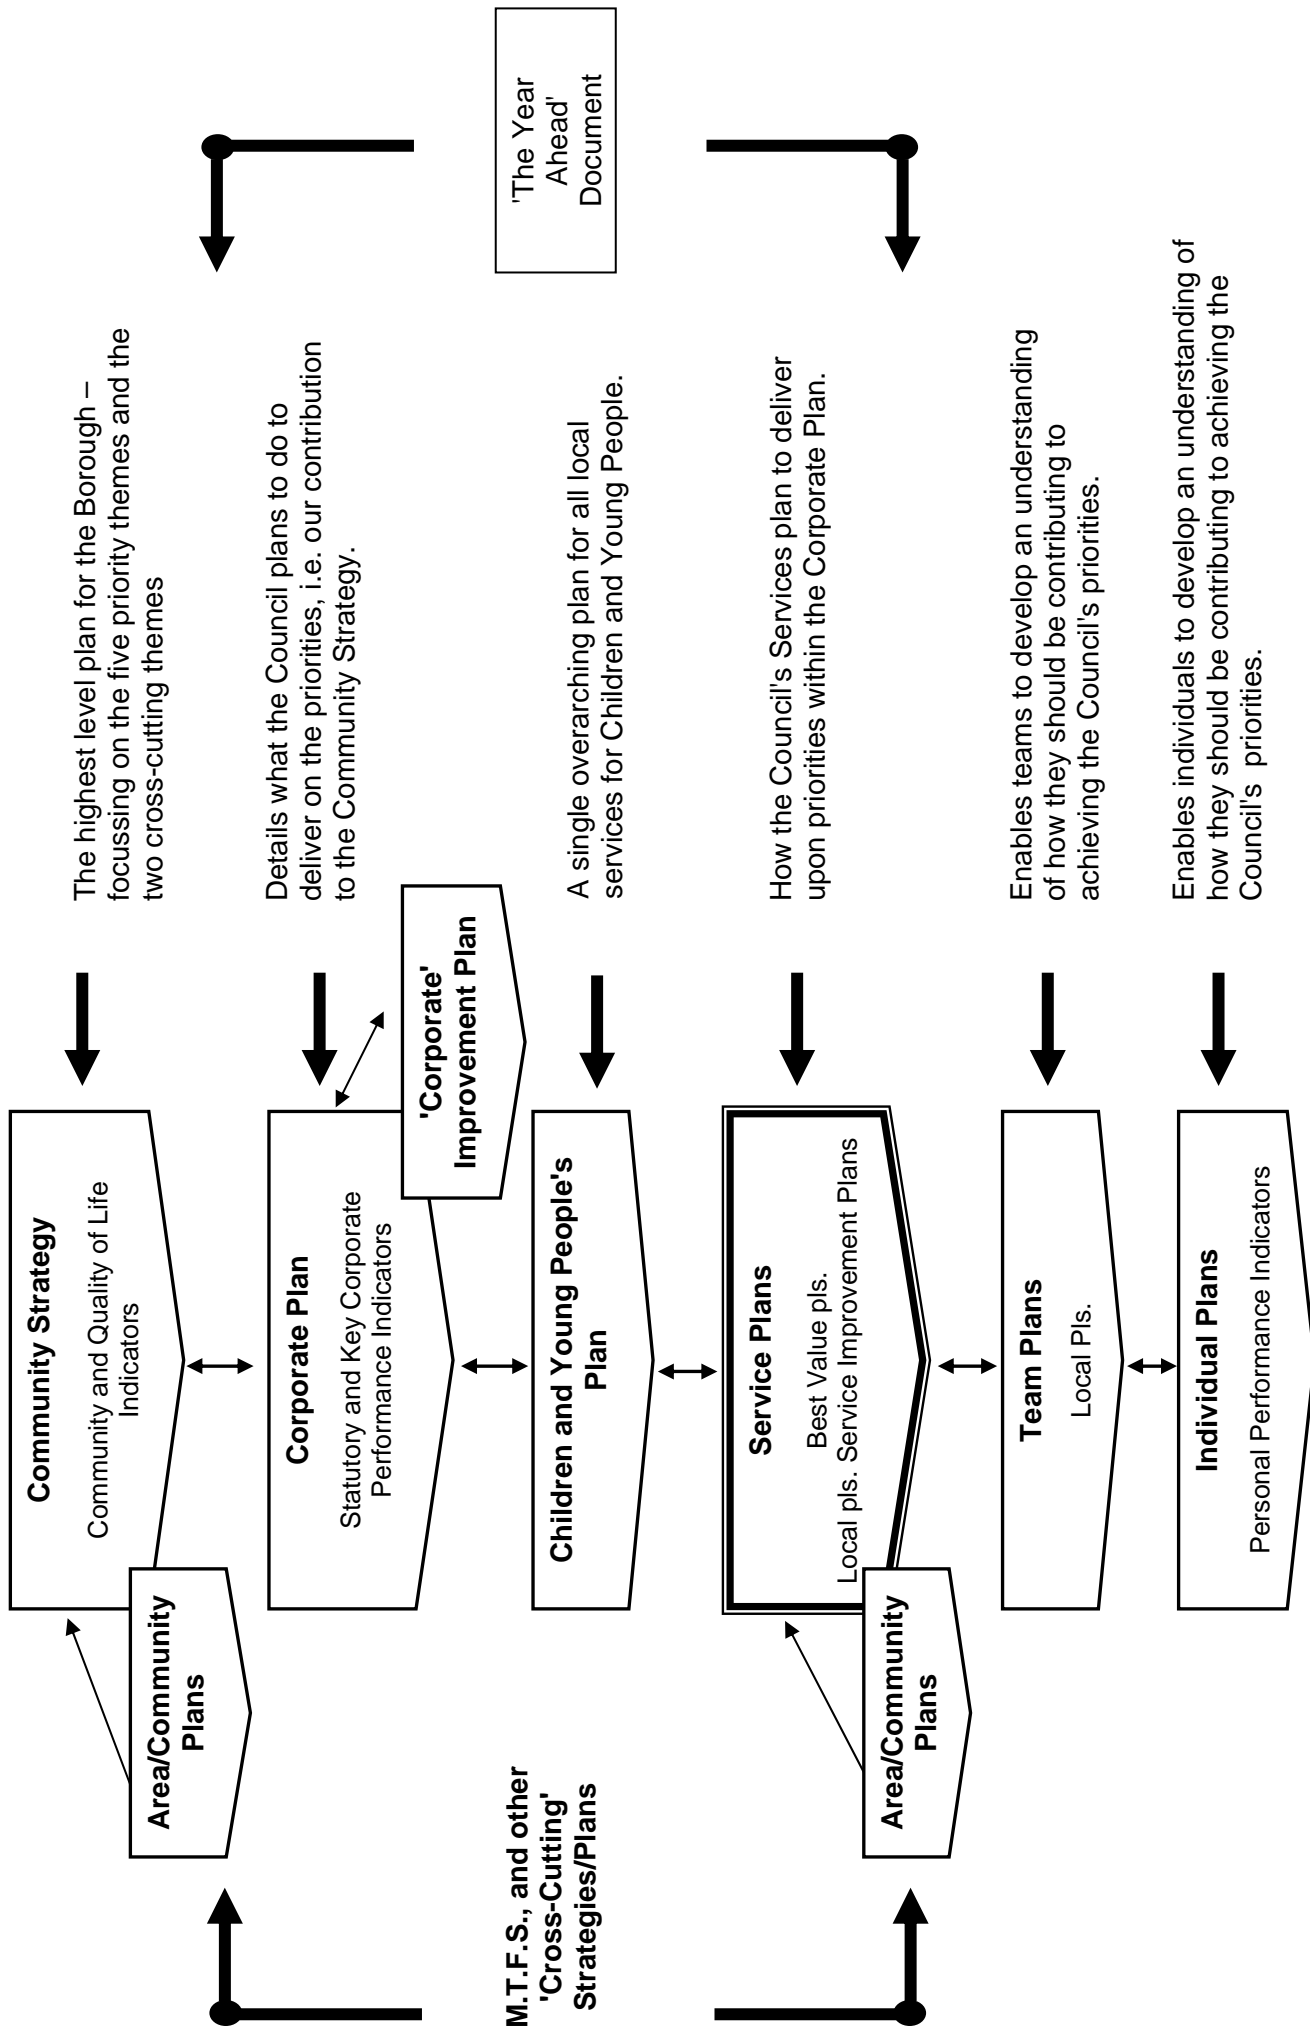 Community Strategy
Community and Quality of Life
Indicators
The highest level plan for the Borough –
focussing on the five priority themes and the
two cross-cutting themes
Area/Community
Plans
Corporate Plan
Statutory and Key Corporate
Performance Indicators
Details what the Council plans to do to
deliver on the priorities, i.e. our contribution
to the Community Strategy.
'Corporate'
Improvement Plan
M.T.F.S., and other
'Cross-Cutting'
Strategies/Plans
'The Year
Ahead'
Document
Children and Young People's
Plan
A single overarching plan for all local
services for Children and Young People.
Service Plans
Best Value pls.
Local pls. Service Improvement Plans
How the Council's Services plan to deliver
upon priorities within the Corporate Plan.
Area/Community
Plans
Team Plans
Local Pls.
Enables teams to develop an understanding
of how they should be contributing to
achieving the Council's priorities.
Individual Plans
Personal Performance Indicators
Enables individuals to develop an understanding of
how they should be contributing to achieving the
Council's  priorities.